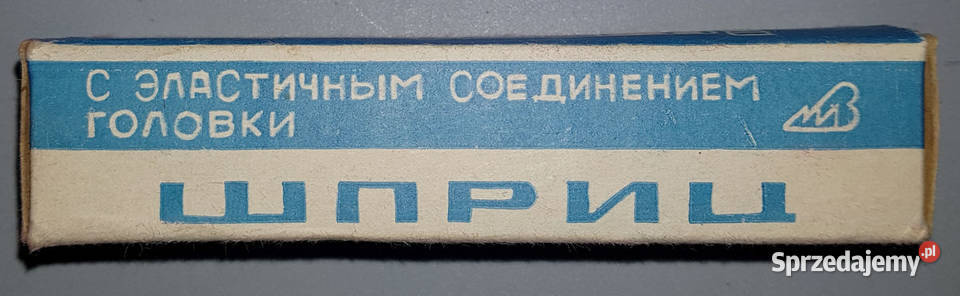 С ЭЛАСТИЧНЫМ СОЕДИНЕНИЕМ
ГОЛОВКИ
ШПРИЦ
Sprzedajemy.pl